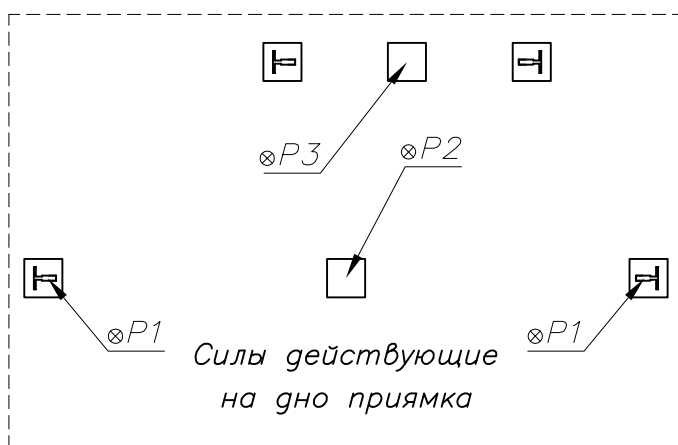 ⊗P3
⊗P2
⊗P1
⊗P1
Силы действующие
на дно приямка